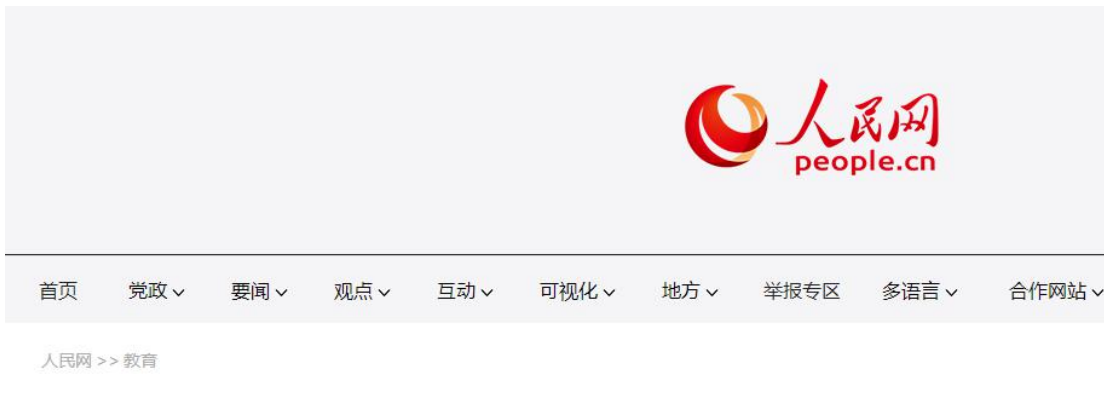 人民网
people.cn
首页 党政 要闻 观点 互动 可视化 地方 举报专区 多语言 合作网站
人民网 >> 教育